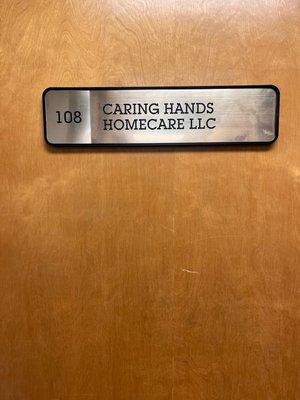 108
CARING HANDS
HOMECARE LLC